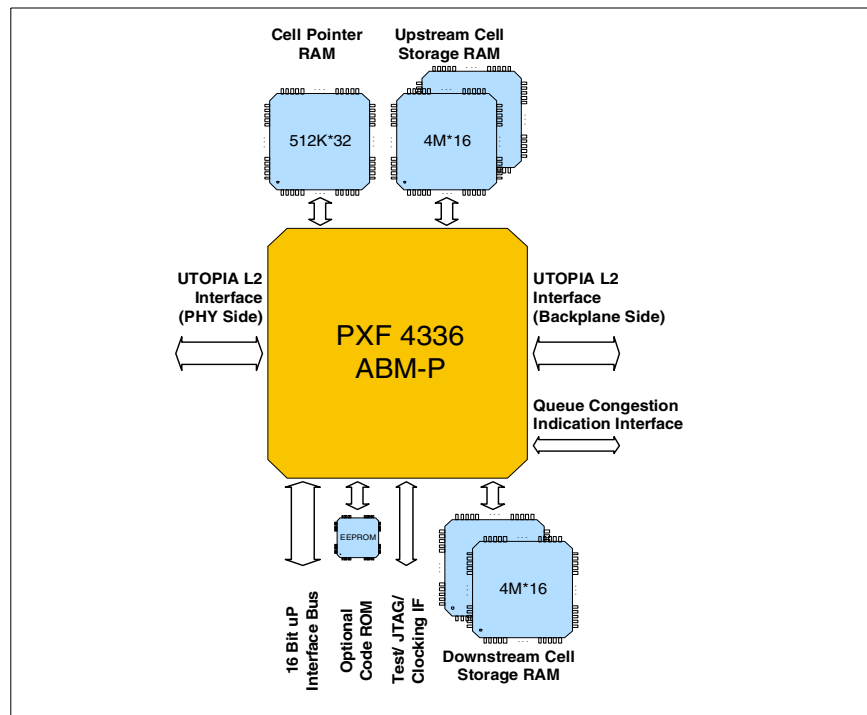 Cell Pointer
RAM
Upstream Cell
Storage RAM
512K*32
4M*16
UTOPIA L2
Interface
(PHY Side)
PXF 4336
ABM-P
UTOPIA L2
Interface
(Backplane Side)
Queue Congestion
Indication Interface
EEPROM
4M*16
16 Bit uP
Interface Bus
Optional
Code ROM
Test/ JTAG/
Clocking IF
Downstream Cell
Storage RAM